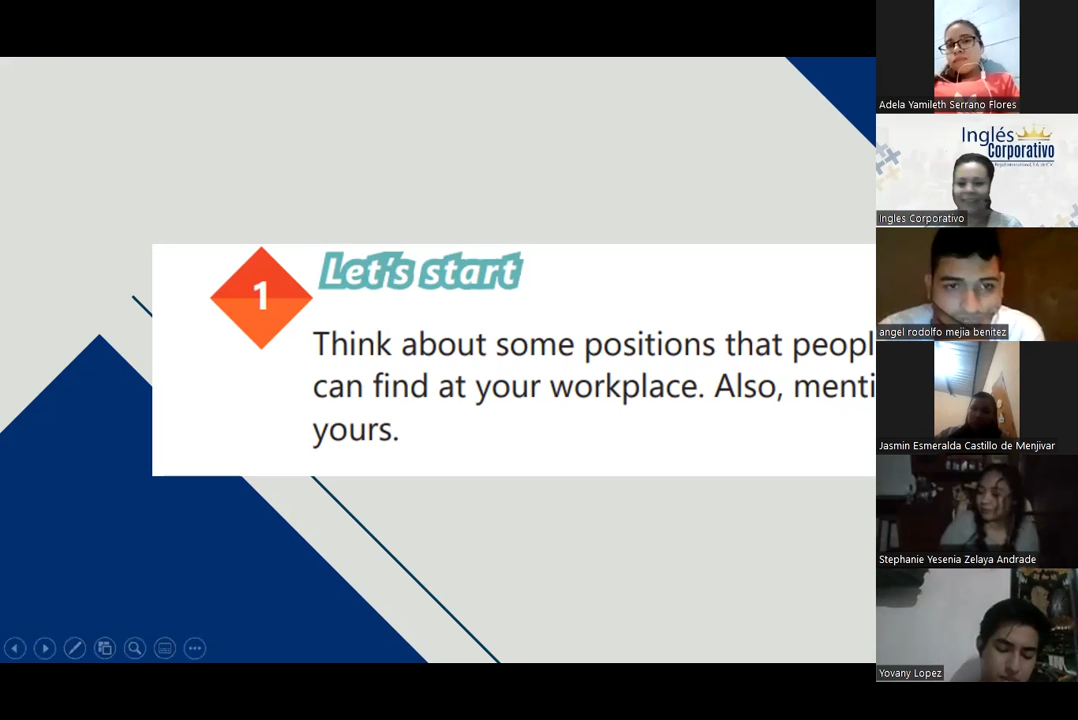 1
Let's start
Think about some positions that peopl
can find at your workplace. Also, menti
yours.
Adela Yamileth Serrano Flores
Inglés
Corporativo
Ingles Corporativo
angel rodolfo mejia benitez
Jasmin Esmeralda Castillo de Menjivar
Stephanie Yesenia Zelaya Andrade
Yovany Lopez